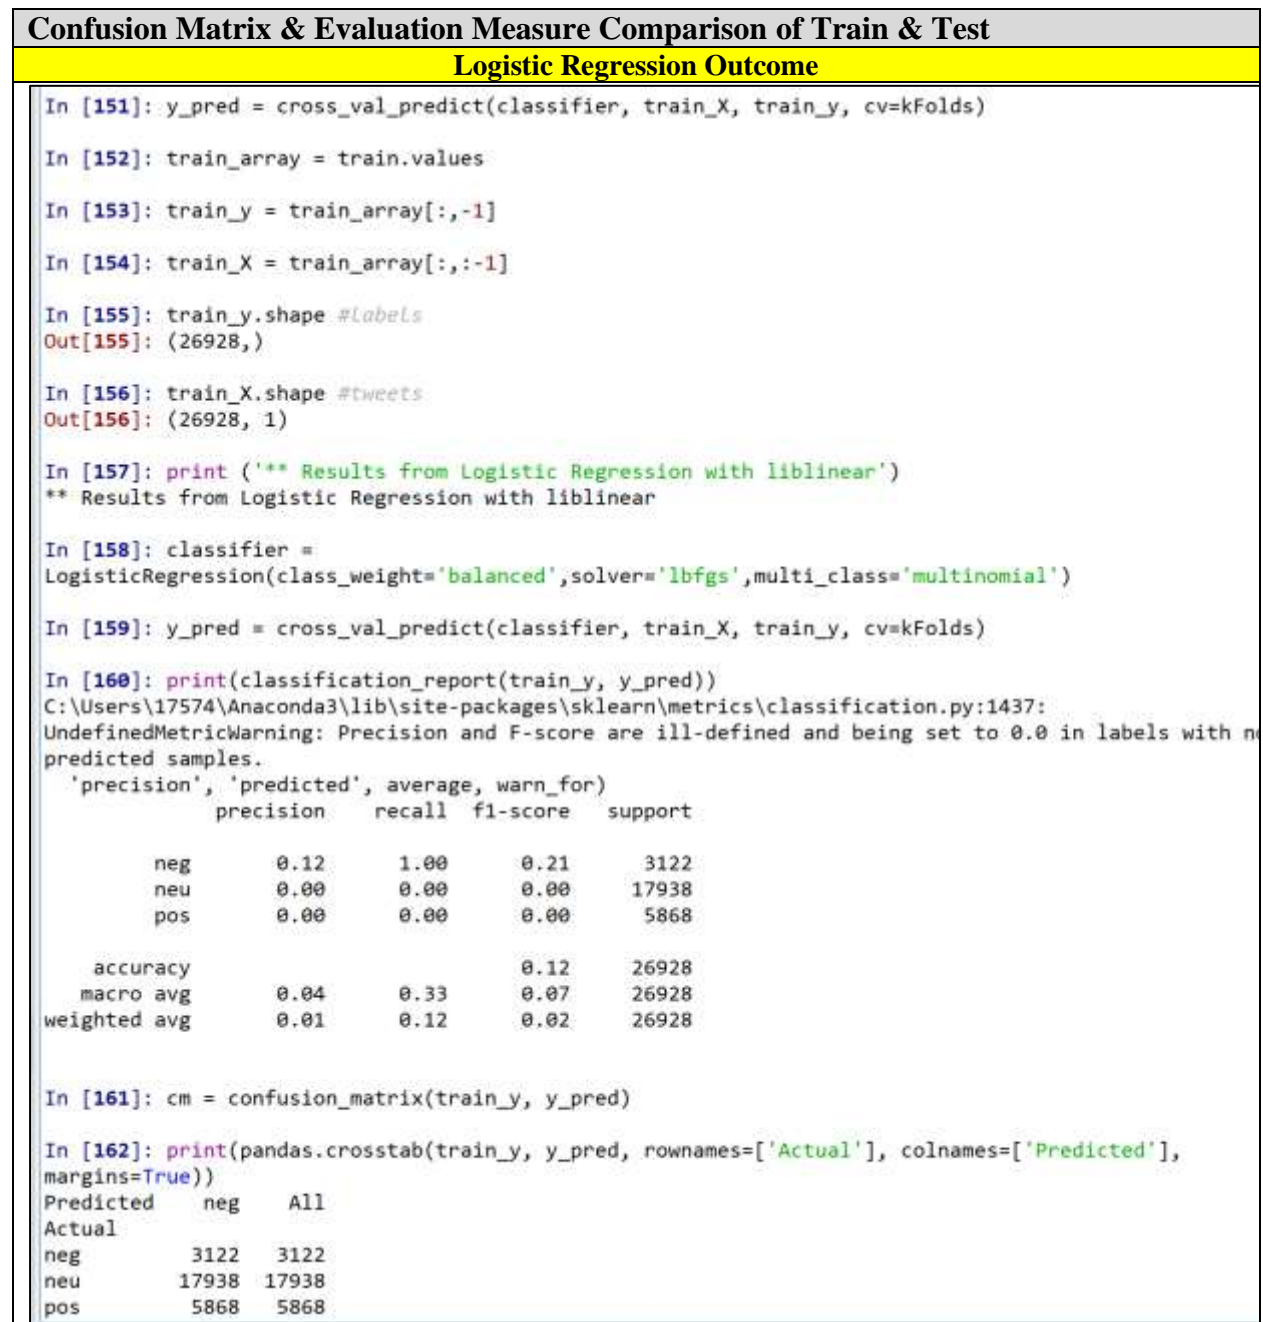 Confusion Matrix & Evaluation Measure Comparison of Train & Test
Logistic Regression Outcome
In [151]: y_pred = cross_val_predict(classifier, train_X, train_y, cv=kFolds)
In [152]: train_array = train.values
In [153]: train_y = train_array[:,-1]
In [154]: train_X = train_array[:,:-1]
In [155]: train_y.shape #labels
Out[155]: (26928,)
In [156]: train_X.shape #tweets
Out[156]: (26928, 1)
In [157]: print ('** Results from Logistic Regression with liblinear')
** Results from Logistic Regression with liblinear
In [158]: classifier =
LogisticRegression(class_weight='balanced',solver='lbfgs',multi_class='multinomial')
In [159]: y_pred = cross_val_predict(classifier, train_X, train_y, cv=kFolds)
In [160]: print(classification_report(train_y, y_pred))
C:\Users\17574\Anaconda3\lib\site-packages\sklearn\metrics\classification.py:1437:
UndefinedMetricWarning: Precision and F-score are ill-defined and being set to 0.0 in labels with
predicted samples.
'precision', 'predicted', average, warn_for)
precision recall f1-score support
neg 0.12 1.00 0.21 3122
neu 0.00 0.00 0.00 17938
pos 0.00 0.00 0.00 5868
accuracy 0.12 26928
macro avg 0.04 0.33 0.07 26928
weighted avg 0.01 0.12 0.02 26928
In [161]: cm = confusion_matrix(train_y, y_pred)
In [162]: print(pandas.crosstab(train_y, y_pred, rownames=['Actual'], colnames=['Predicted'],
margins=True))
Predicted neg All
Actual
neg 3122 3122
neu 17938 17938
pos 5868 5868